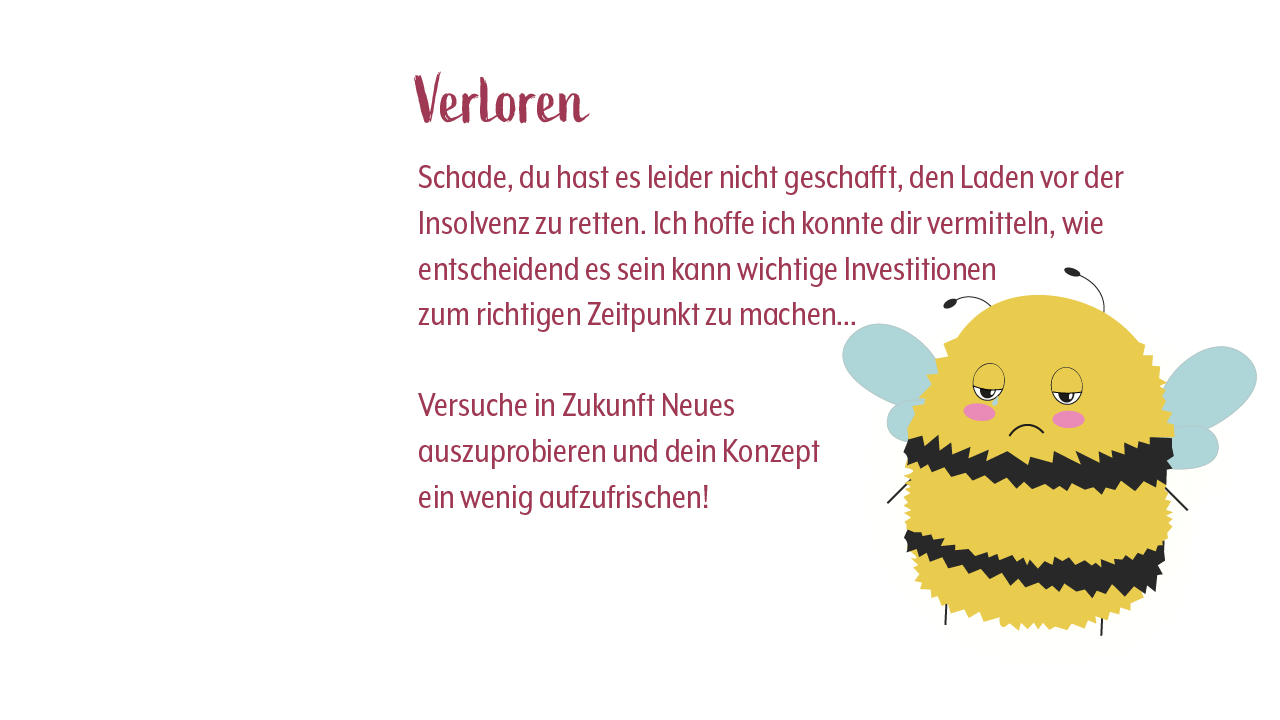 Verloren
Schade, du hast es leider nicht geschafft, den Laden vor der
Insolvenz zu retten. Ich hoffe ich konnte dir vermitteln, wie
entscheidend es sein kann wichtige Investitionen
zum richtigen Zeitpunkt zu machen...
Versuche in Zukunft Neues
auszuprobieren und dein Konzept
ein wenig aufzufrischen!